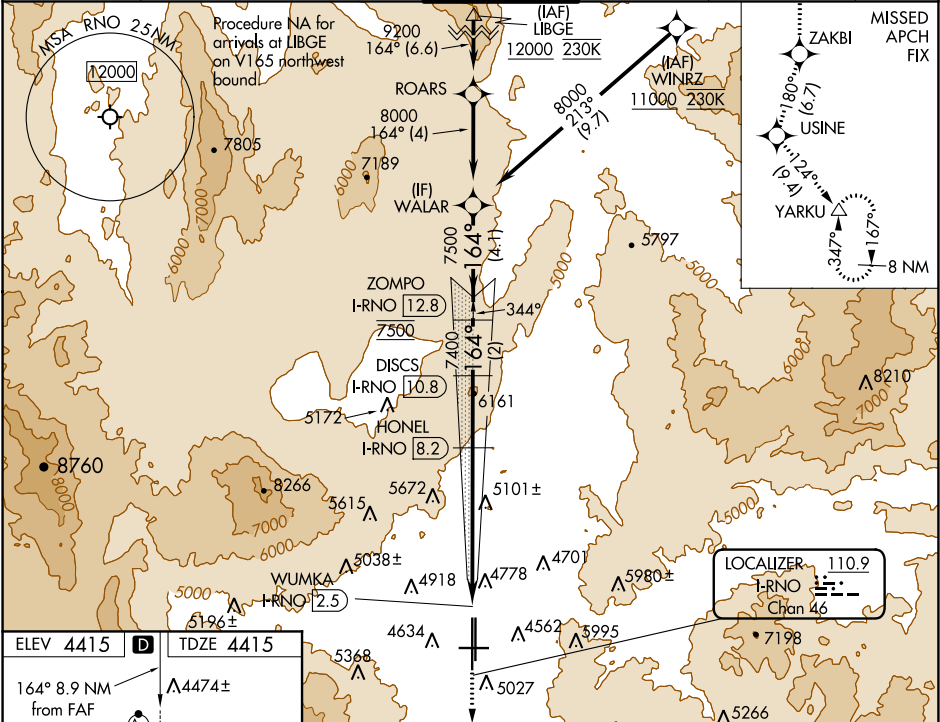 MSA RNO 25NM
12000
Procedure NA for
arrivals at LIBGE
on V165 northwest
bound.
(IAF)
LIBGE
12000 230K
9200
164° (6.6)
ROARS
8000
164° (4)
(IAF)
WINRZ
11000 230K
8000
213°
(9.7)
MISSED
APCH
FIX
ZAKBI
180°
(6.7)
USINE
124°
(9.4)
YARKU
347°
167°
8 NM
7805
7189
6000
7000
6000
(IF)
WALAR
7500
164°
(4.1)
5797
5000
5000
ZOMPO
I-RNO 12.8
7500
344°
7400
164°
(2)
DISCS
I-RNO 10.8
6161
5172
HONEL
I-RNO 8.2
6000
8210
7000
8760
8000
8266
7000
6000
5615
5672
5101±
5000
5038±
5000
WUMKA
I-RNO 2.5
4918
4778
4701
5980±
5196±
LOCALIZER 110.9
I-RNO
Chan 46
7198
4634
4562
5995
5368
5027
5266
ELEV 4415
D
TDZE 4415
164° 8.9 NM
from FAF
4474±